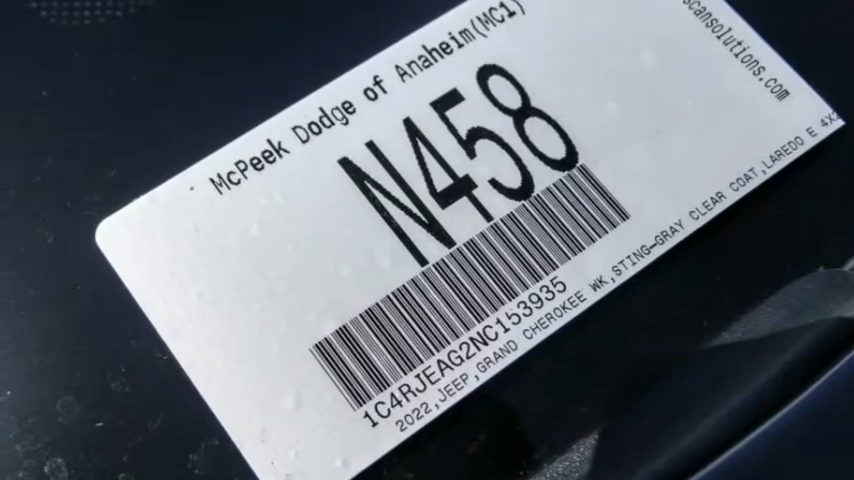 McPeek Dodge of Anaheim(MC1)
scansolutions.com
N458
1C4RJEAG2NC153935
2022,JEEP,GRAND CHEROKEE WK,STING-GRAY CLEAR COAT,LAREDO E 4X